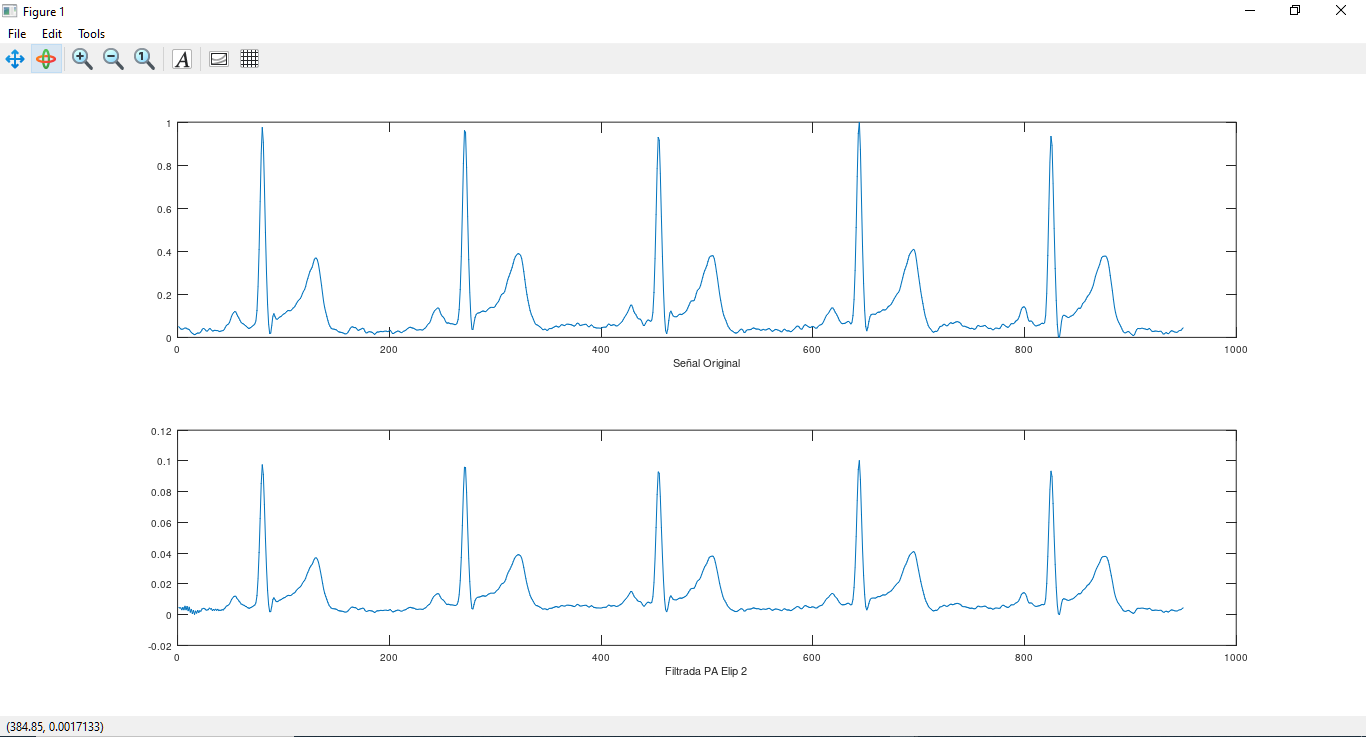 Figure 1
File Edit Tools
1
0.8
0.6
0.4
0.2
0
0 200 400 600 800 1000
Señal Original
0.12
0.1
0.08
0.06
0.04
0.02
0
-0.02
0 200 400 600 800 1000
Filtrada PA Elip 2
(384.85, 0.0017133)